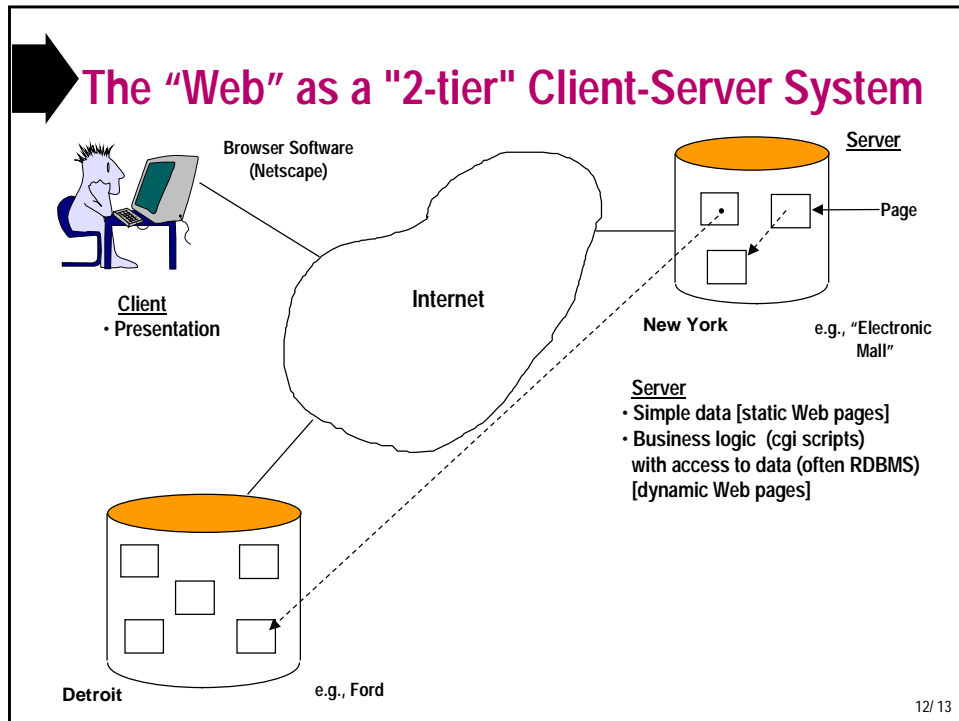 The “Web” as a "2-tier" Client-Server System
Browser Software
(Netscape)
Server
Page
Internet
Client
• Presentation
New York
e.g., “Electronic
Mall”
Server
• Simple data [static Web pages]
• Business logic (cgi scripts)
with access to data (often RDBMS)
[dynamic Web pages]
Detroit
e.g., Ford
12/ 13